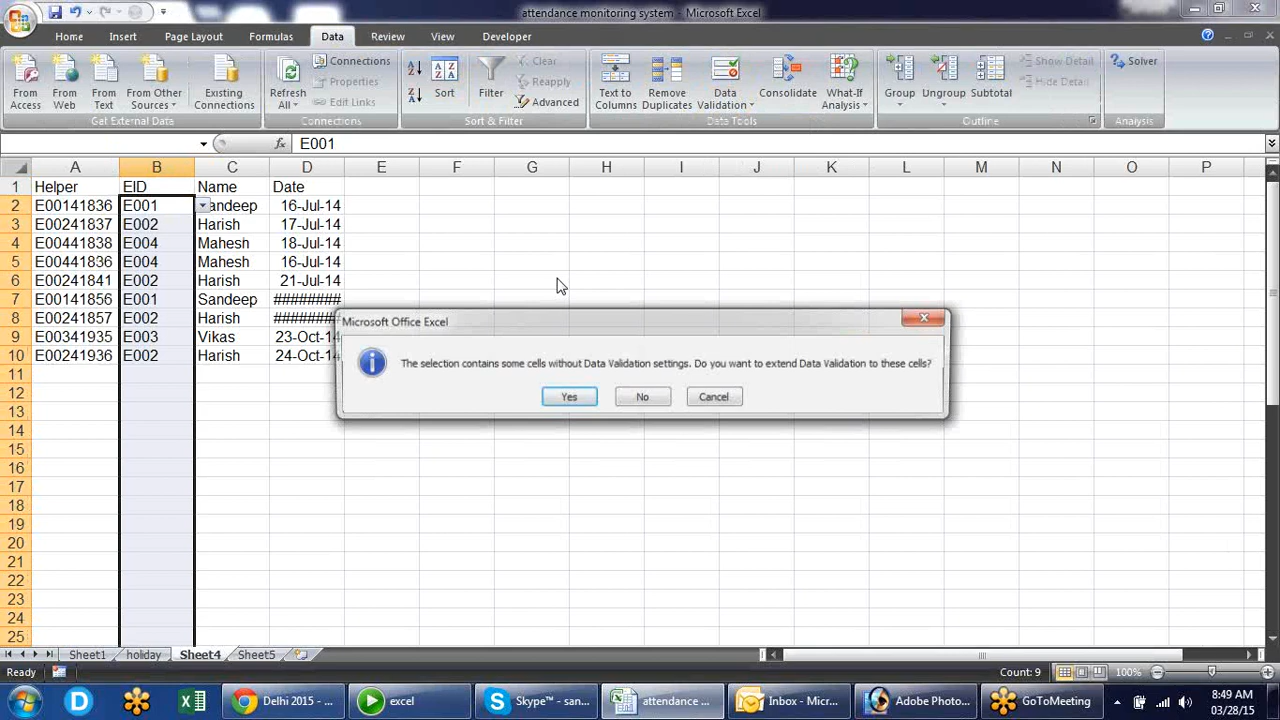 attendance monitoring system - Microsoft Excel
Home Insert Page Layout Formulas Data Review View Developer
From Access From Web From Text From Other Sources Existing Connections
Get External Data
Refresh All Connections Properties Edit Links
Connections
Sort Filter Clear Reapply Advanced
Sort & Filter
Text to Columns Remove Duplicates Data Validation Consolidate What-If Analysis
Data Tools
Group Ungroup Subtotal Show Detail Hide Detail
Outline
Solver
Analysis
fx E001
A B C D E F G H I J K L M N O P
1 Helper EID Name Date
2 E00141836 E001 andeep 16-Jul-14
3 E00241837 E002 Harish 17-Jul-14
4 E00441838 E004 Mahesh 18-Jul-14
5 E00441836 E004 Mahesh 16-Jul-14
6 E00241841 E002 Harish 21-Jul-14
7 E00141856 E001 Sandeep ########
8 E00241857 E002 Harish ########
9 E00341935 E003 Vikas 23-Oct-14
10 E00241936 E002 Harish 24-Oct-14
11
12
13
14
15
16
17
18
19
20
21
22
23
24
25
Microsoft Office Excel
The selection contains some cells without Data Validation settings. Do you want to extend Data Validation to these cells?
Yes No Cancel
Sheet1 holiday Sheet4 Sheet5
Ready Count: 9 100%
Delhi 2015 - ... excel Skype™ - san... attendance ... Inbox - Micr... Adobe Photo... GoToMeeting
8:49 AM
03/28/15